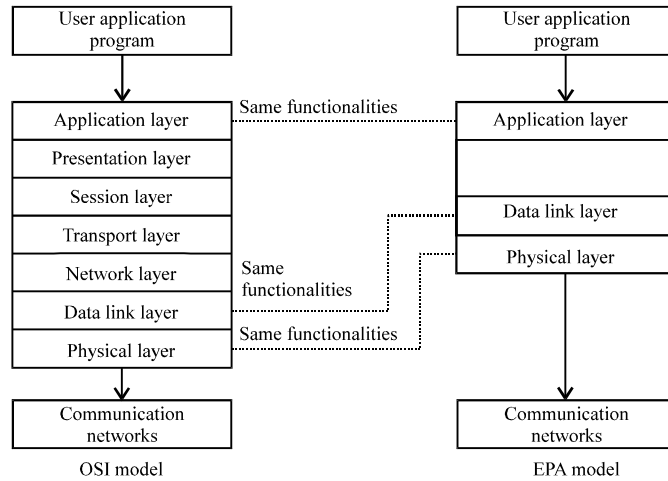 User application
program
User application
program
Application layer
Same functionalities
Application layer
Presentation layer
Session layer
Transport layer
Data link layer
Network layer
Same
functionalities
Physical layer
Data link layer
Same functionalities
Physical layer
Communication
networks
Communication
networks
OSI model
EPA model